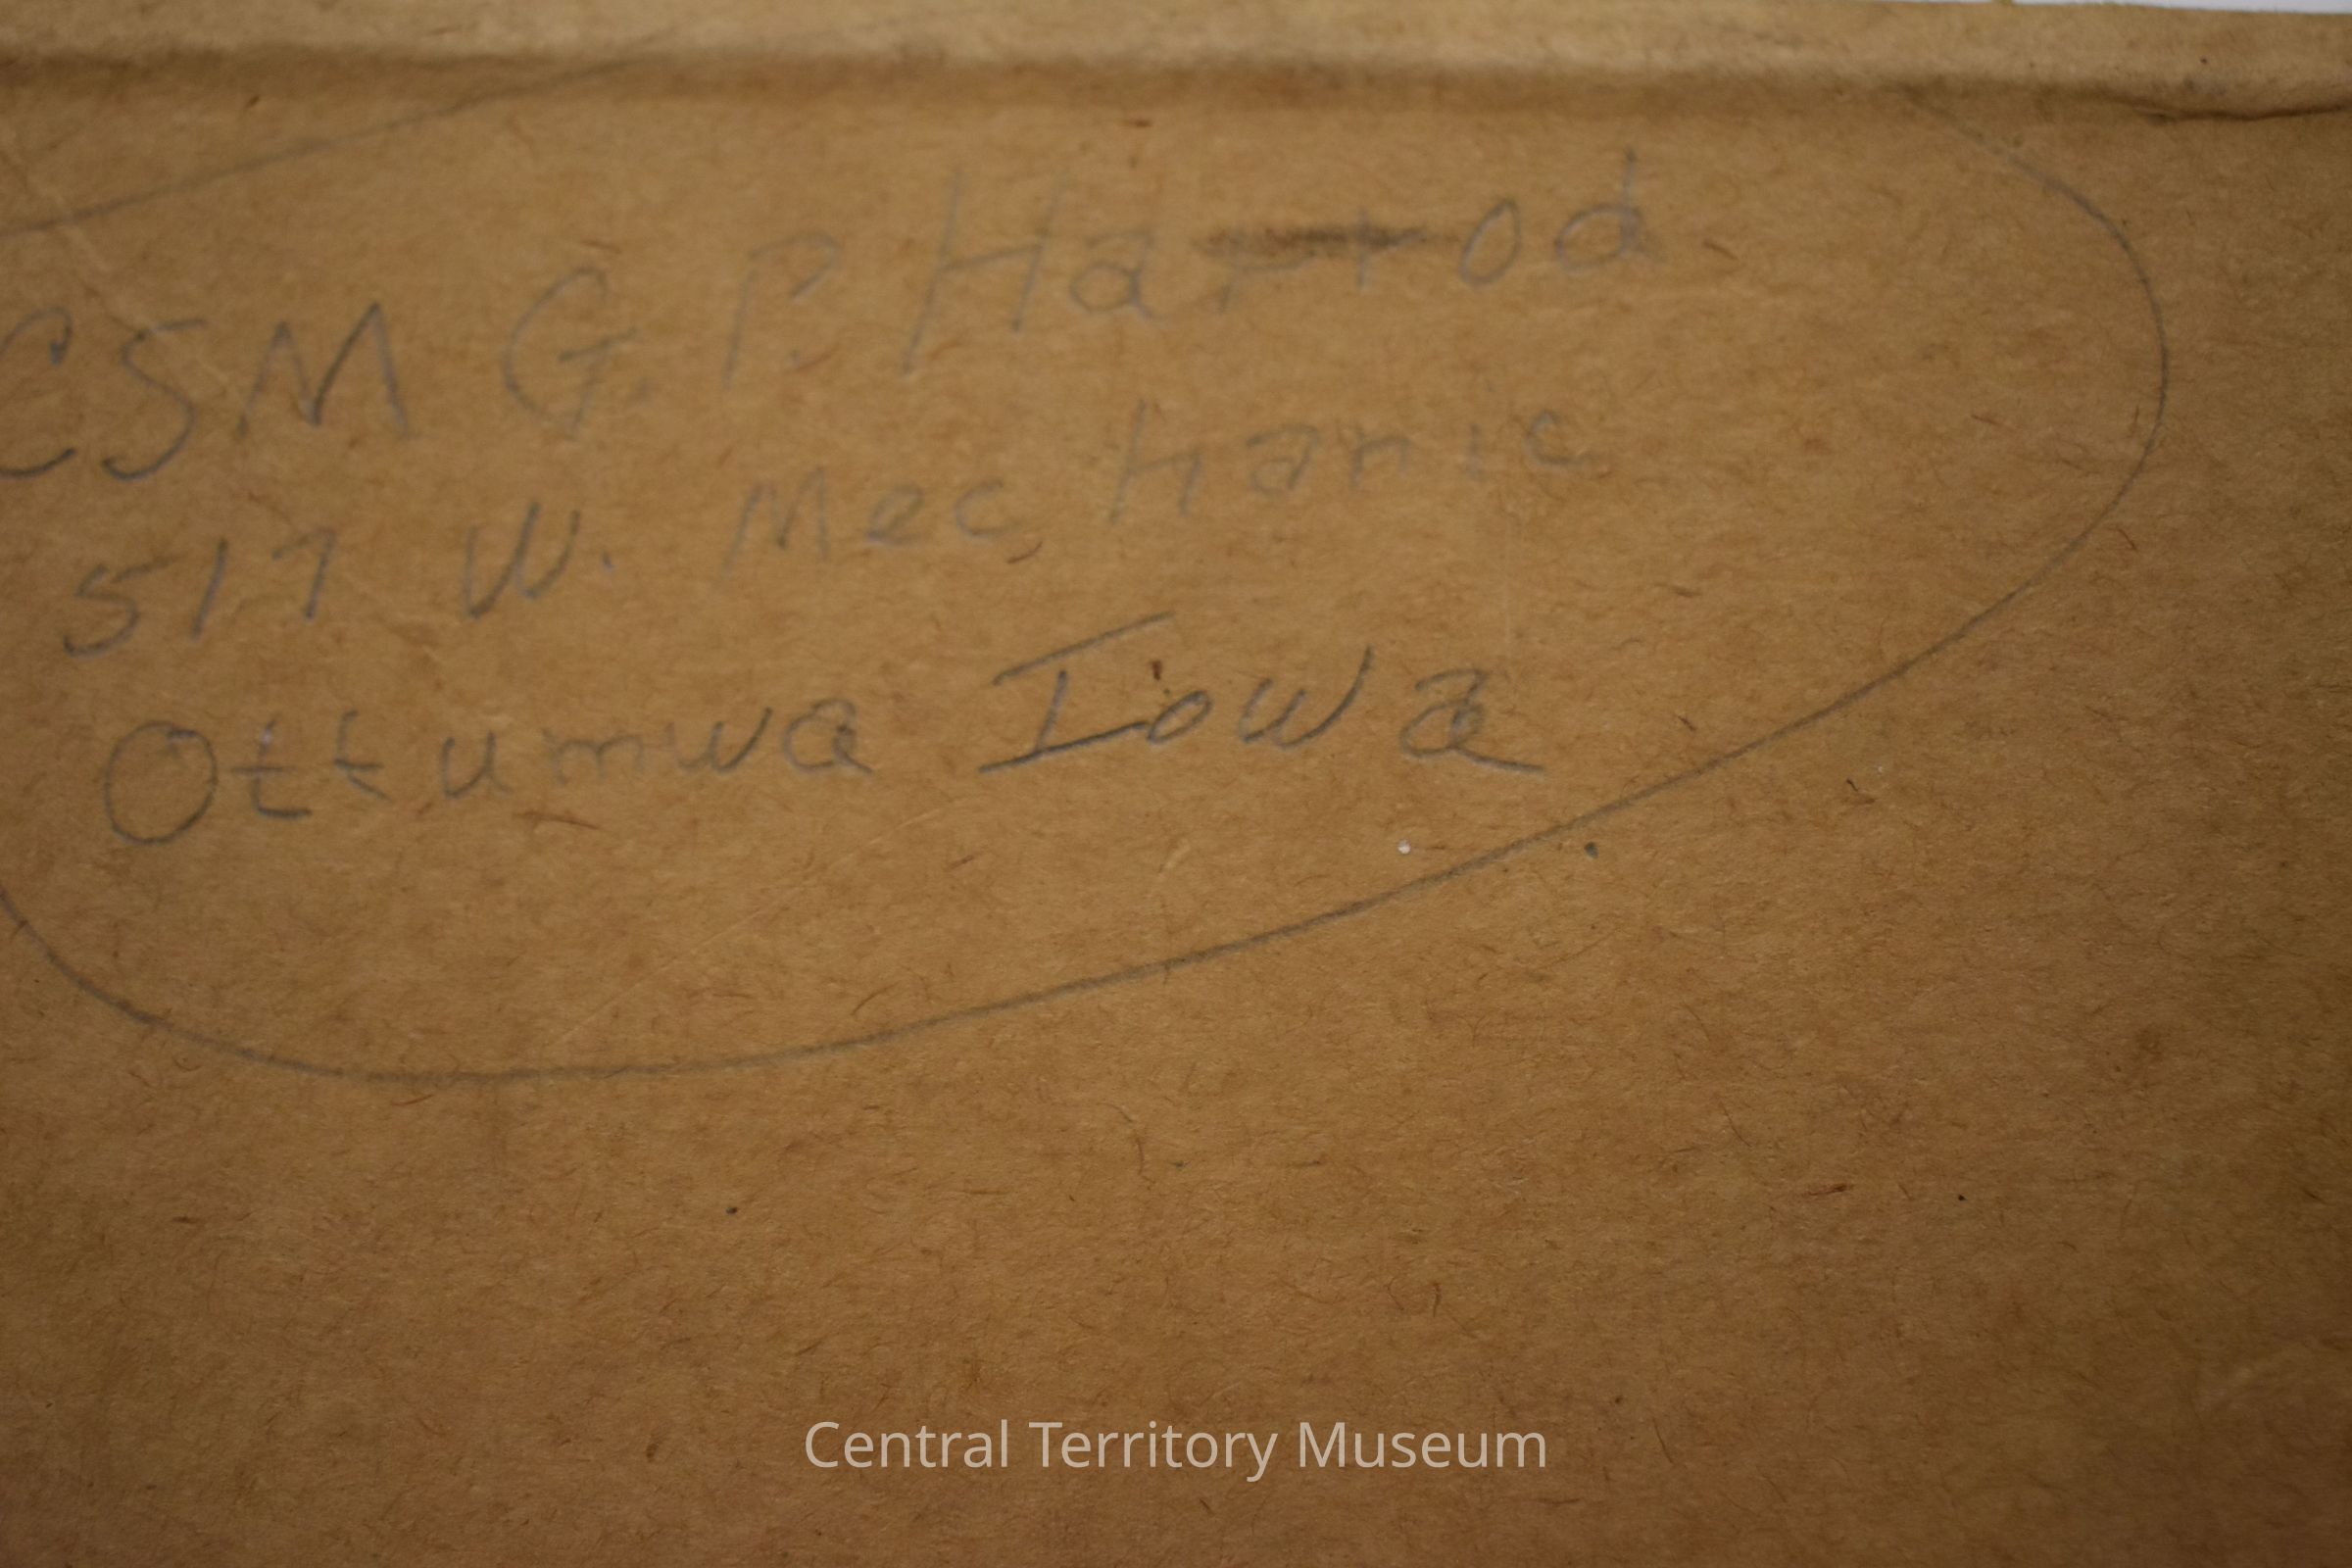 CSM G. P. Harrod
517 W. Mechanic
Ottumwa Iowa
Central Territory Museum